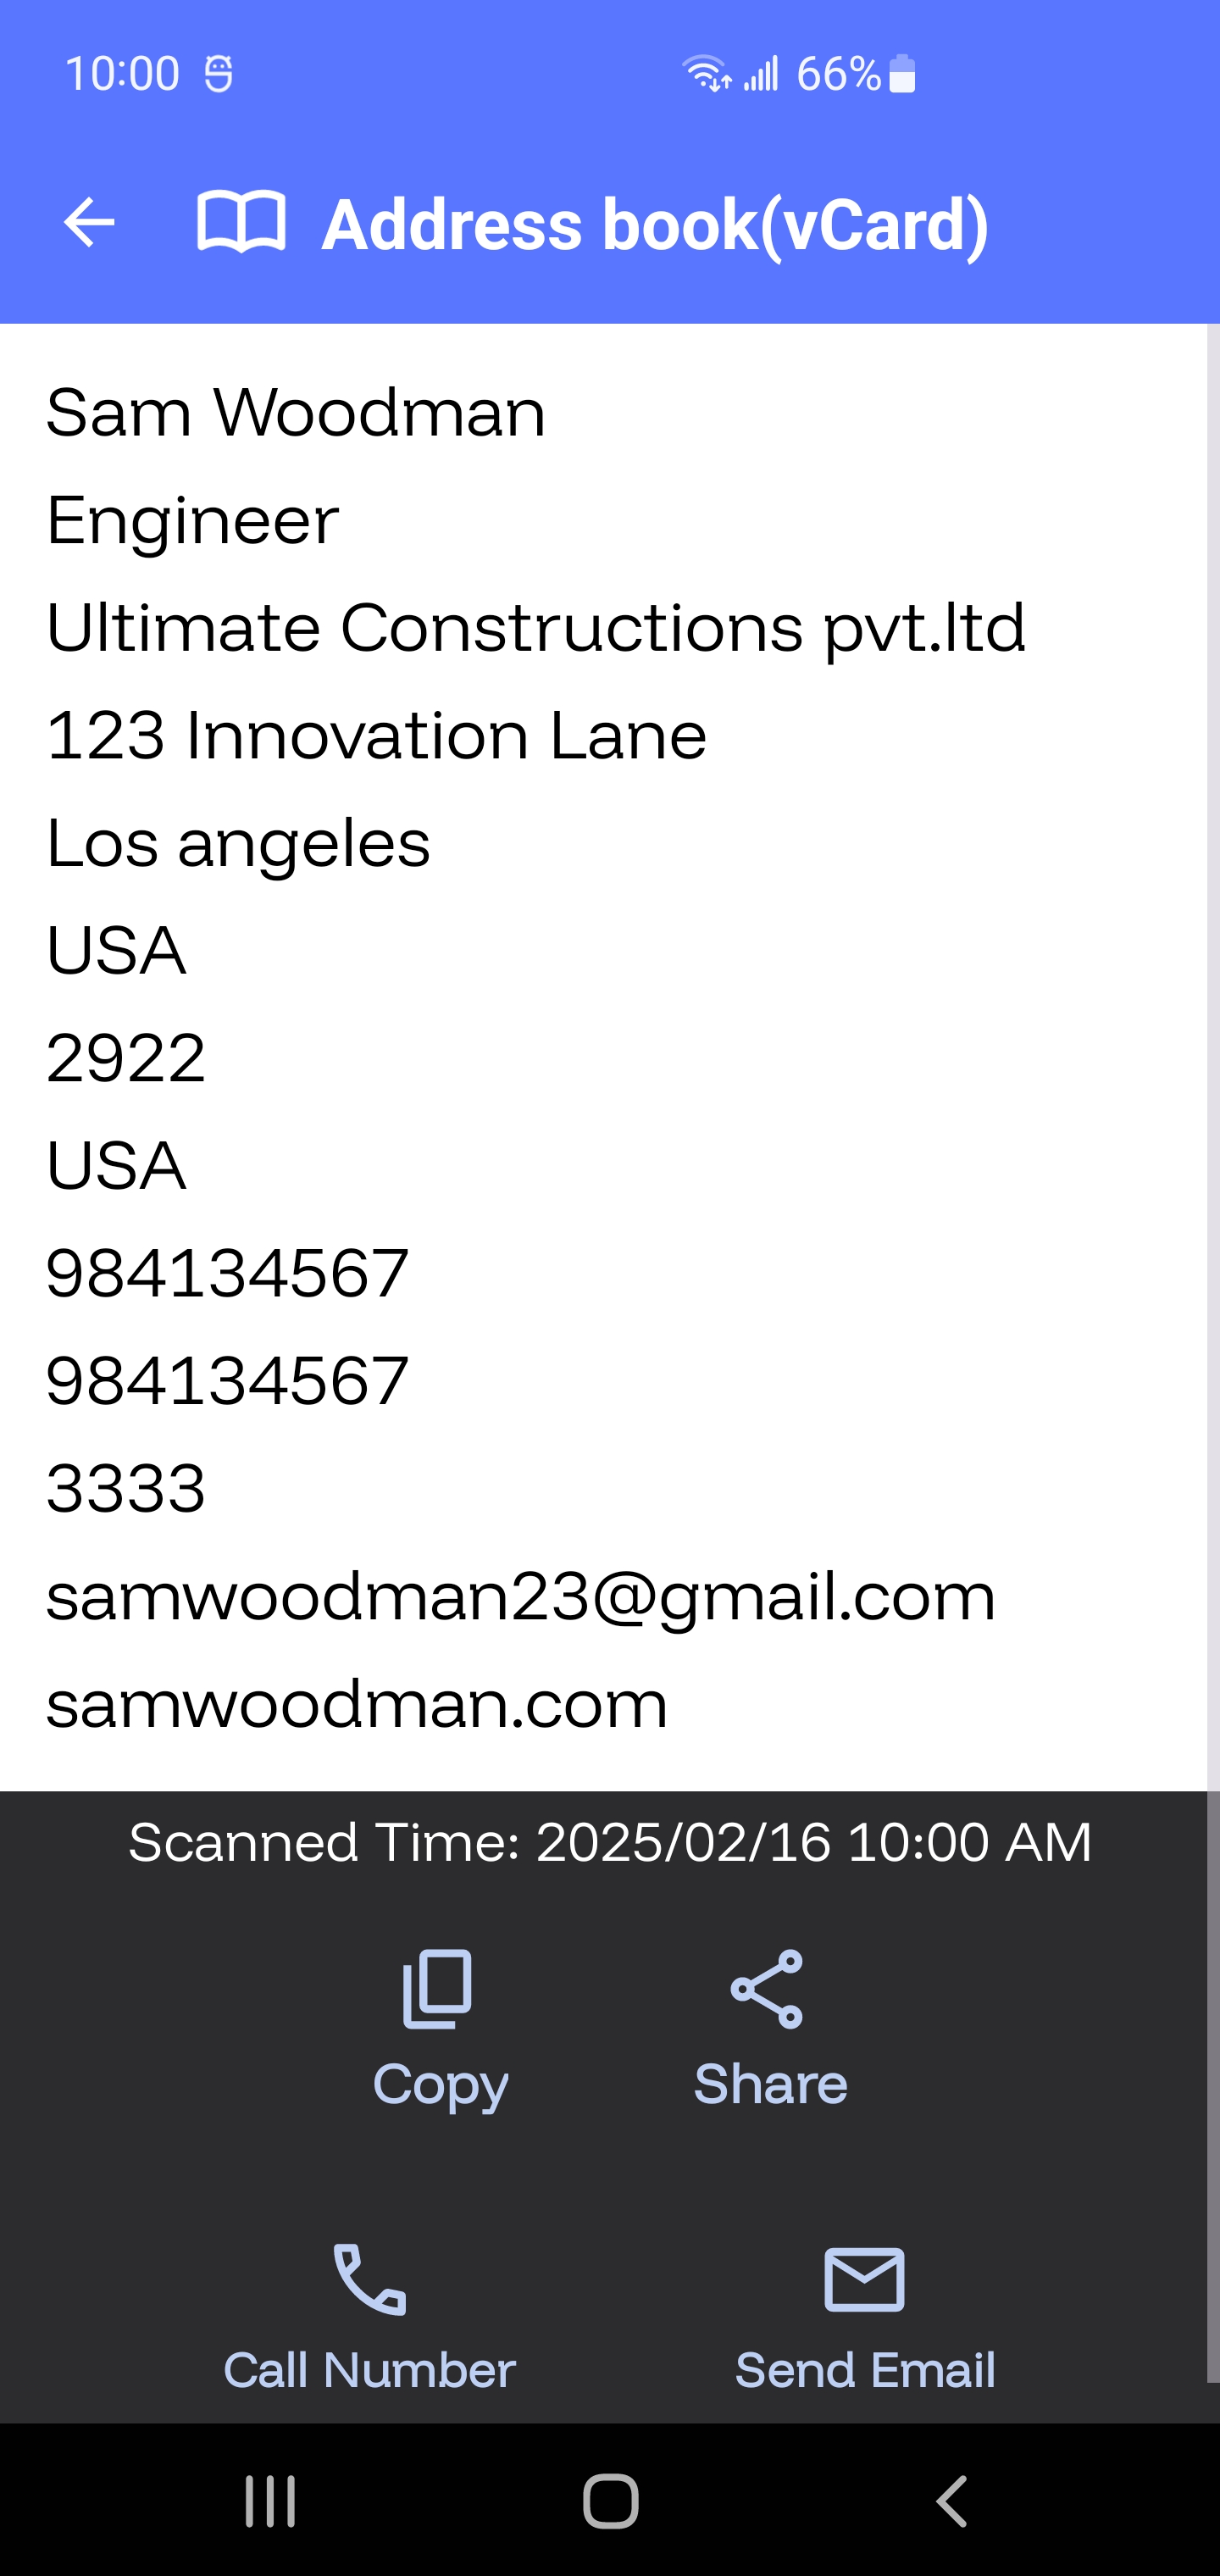 10:00 66%
Address book(vCard)
Sam Woodman
Engineer
Ultimate Constructions pvt.ltd
123 Innovation Lane
Los angeles
USA
2922
USA
984134567
984134567
3333
samwoodman23@gmail.com
samwoodman.com
Scanned Time: 2025/02/16 10:00 AM
Copy Share
Call Number Send Email